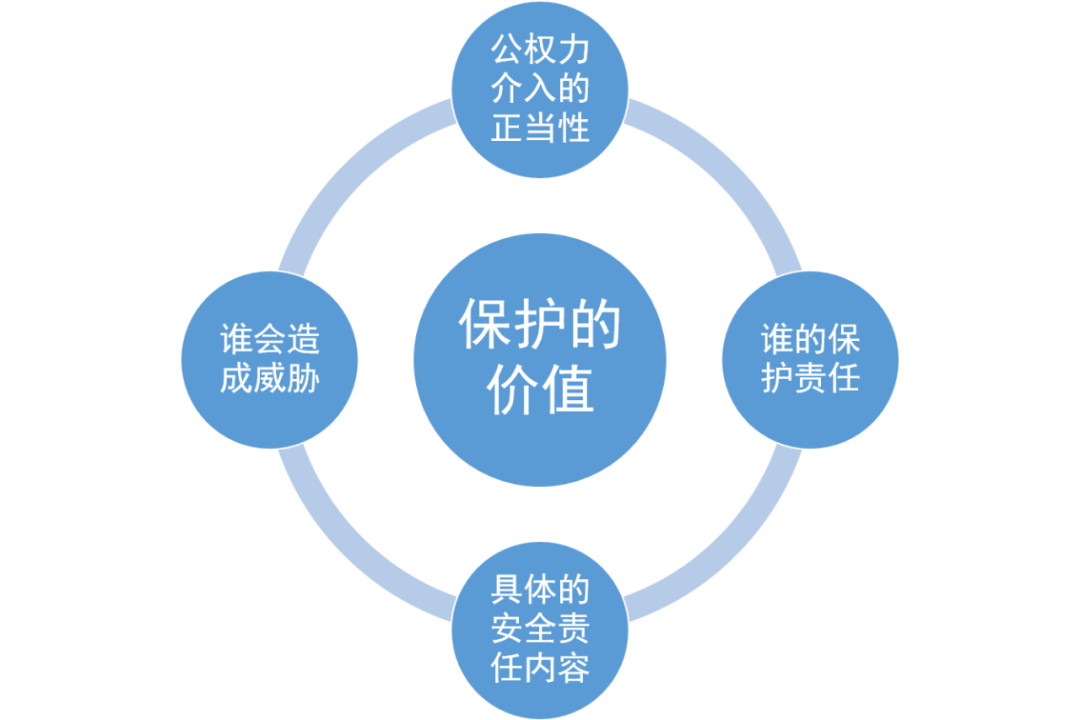 公权力
介入的
正当性
谁会造
成威胁
保护的
价值
谁的保
护责任
具体的
安全责
任内容